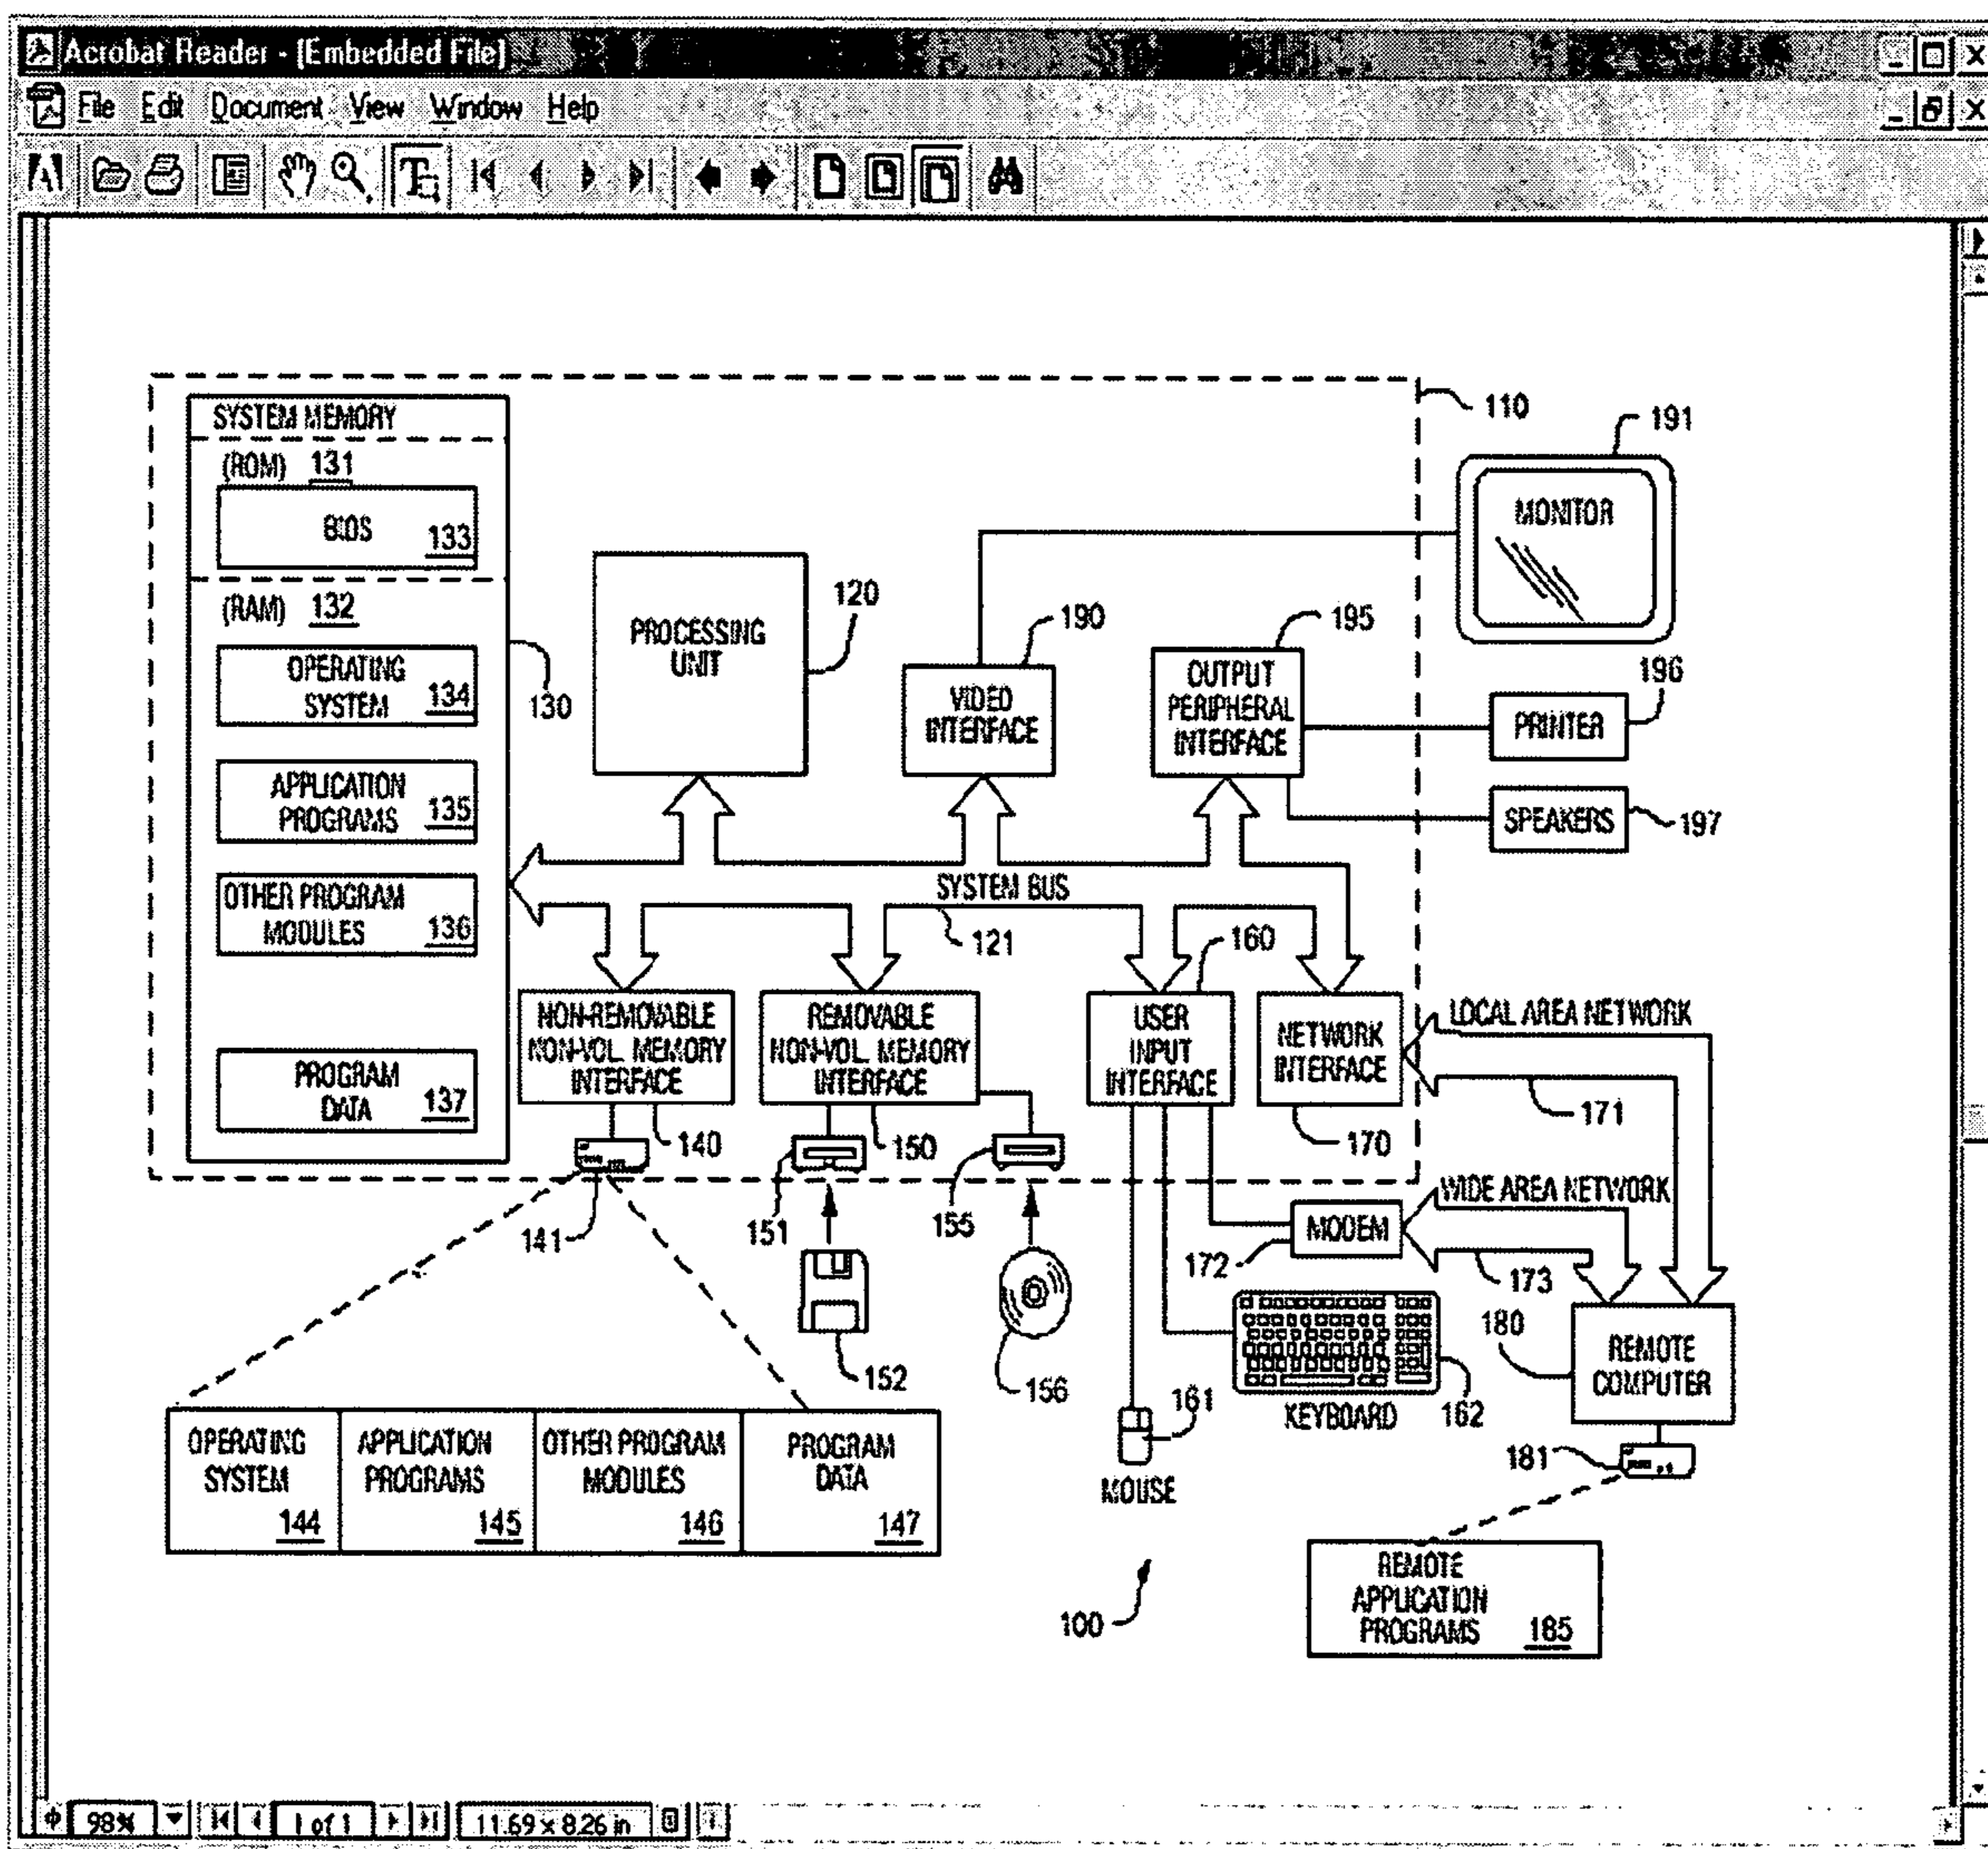 Acrobat Reader - [Embedded File]
File Edit Document View Window Help
110
191
SYSTEM MEMORY
(ROM) 131
BIOS 133
MONITOR
(RAM) 132
120
190
195
PROCESSING
UNIT
OPERATING
SYSTEM 134
130
VIDEO
INTERFACE
OUTPUT
PERIPHERAL
INTERFACE
196
PRINTER
APPLICATION
PROGRAMS 135
SPEAKERS
197
SYSTEM BUS
OTHER PROGRAM
MODULES 136
121
160
NON-REMOVABLE
NON-VOL. MEMORY
INTERFACE
REMOVABLE
NON-VOL. MEMORY
INTERFACE
USER
INPUT
INTERFACE
NETWORK
INTERFACE
LOCAL AREA NETWORK
PROGRAM
DATA 137
140
150
170
171
151
155
141
WIDE AREA NETWORK
MODEM
172
173
152
156
161
MOUSE
KEYBOARD
162
180
REMOTE
COMPUTER
181
OPERATING
SYSTEM
144
APPLICATION
PROGRAMS
145
OTHER PROGRAM
MODULES
146
PROGRAM
DATA
147
100
REMOTE
APPLICATION
PROGRAMS 185
98%
1 of 1
11.69 x 8.26 in